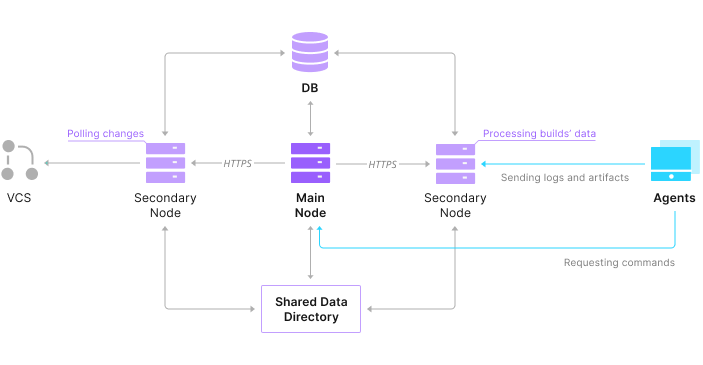 DB
Polling changes
Processing builds’ data
HTTPS
HTTPS
Sending logs and artifacts
VCS
Secondary
Node
Main
Node
Secondary
Node
Agents
Requesting commands
Shared Data
Directory